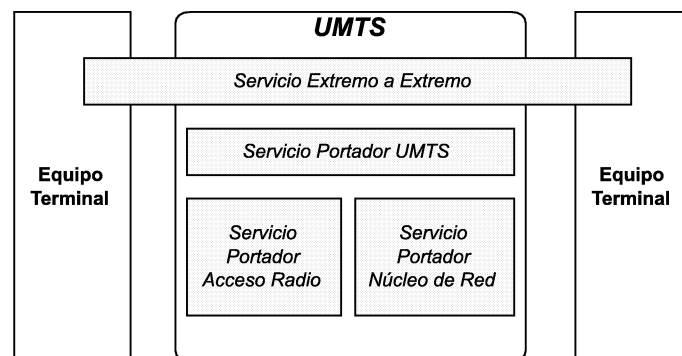 UMTS
Servicio Extremo a Extremo
Servicio Portador UMTS
Equipo
Terminal
Equipo
Terminal
Servicio
Portador
Acceso Radio
Servicio
Portador
Núcleo de Red